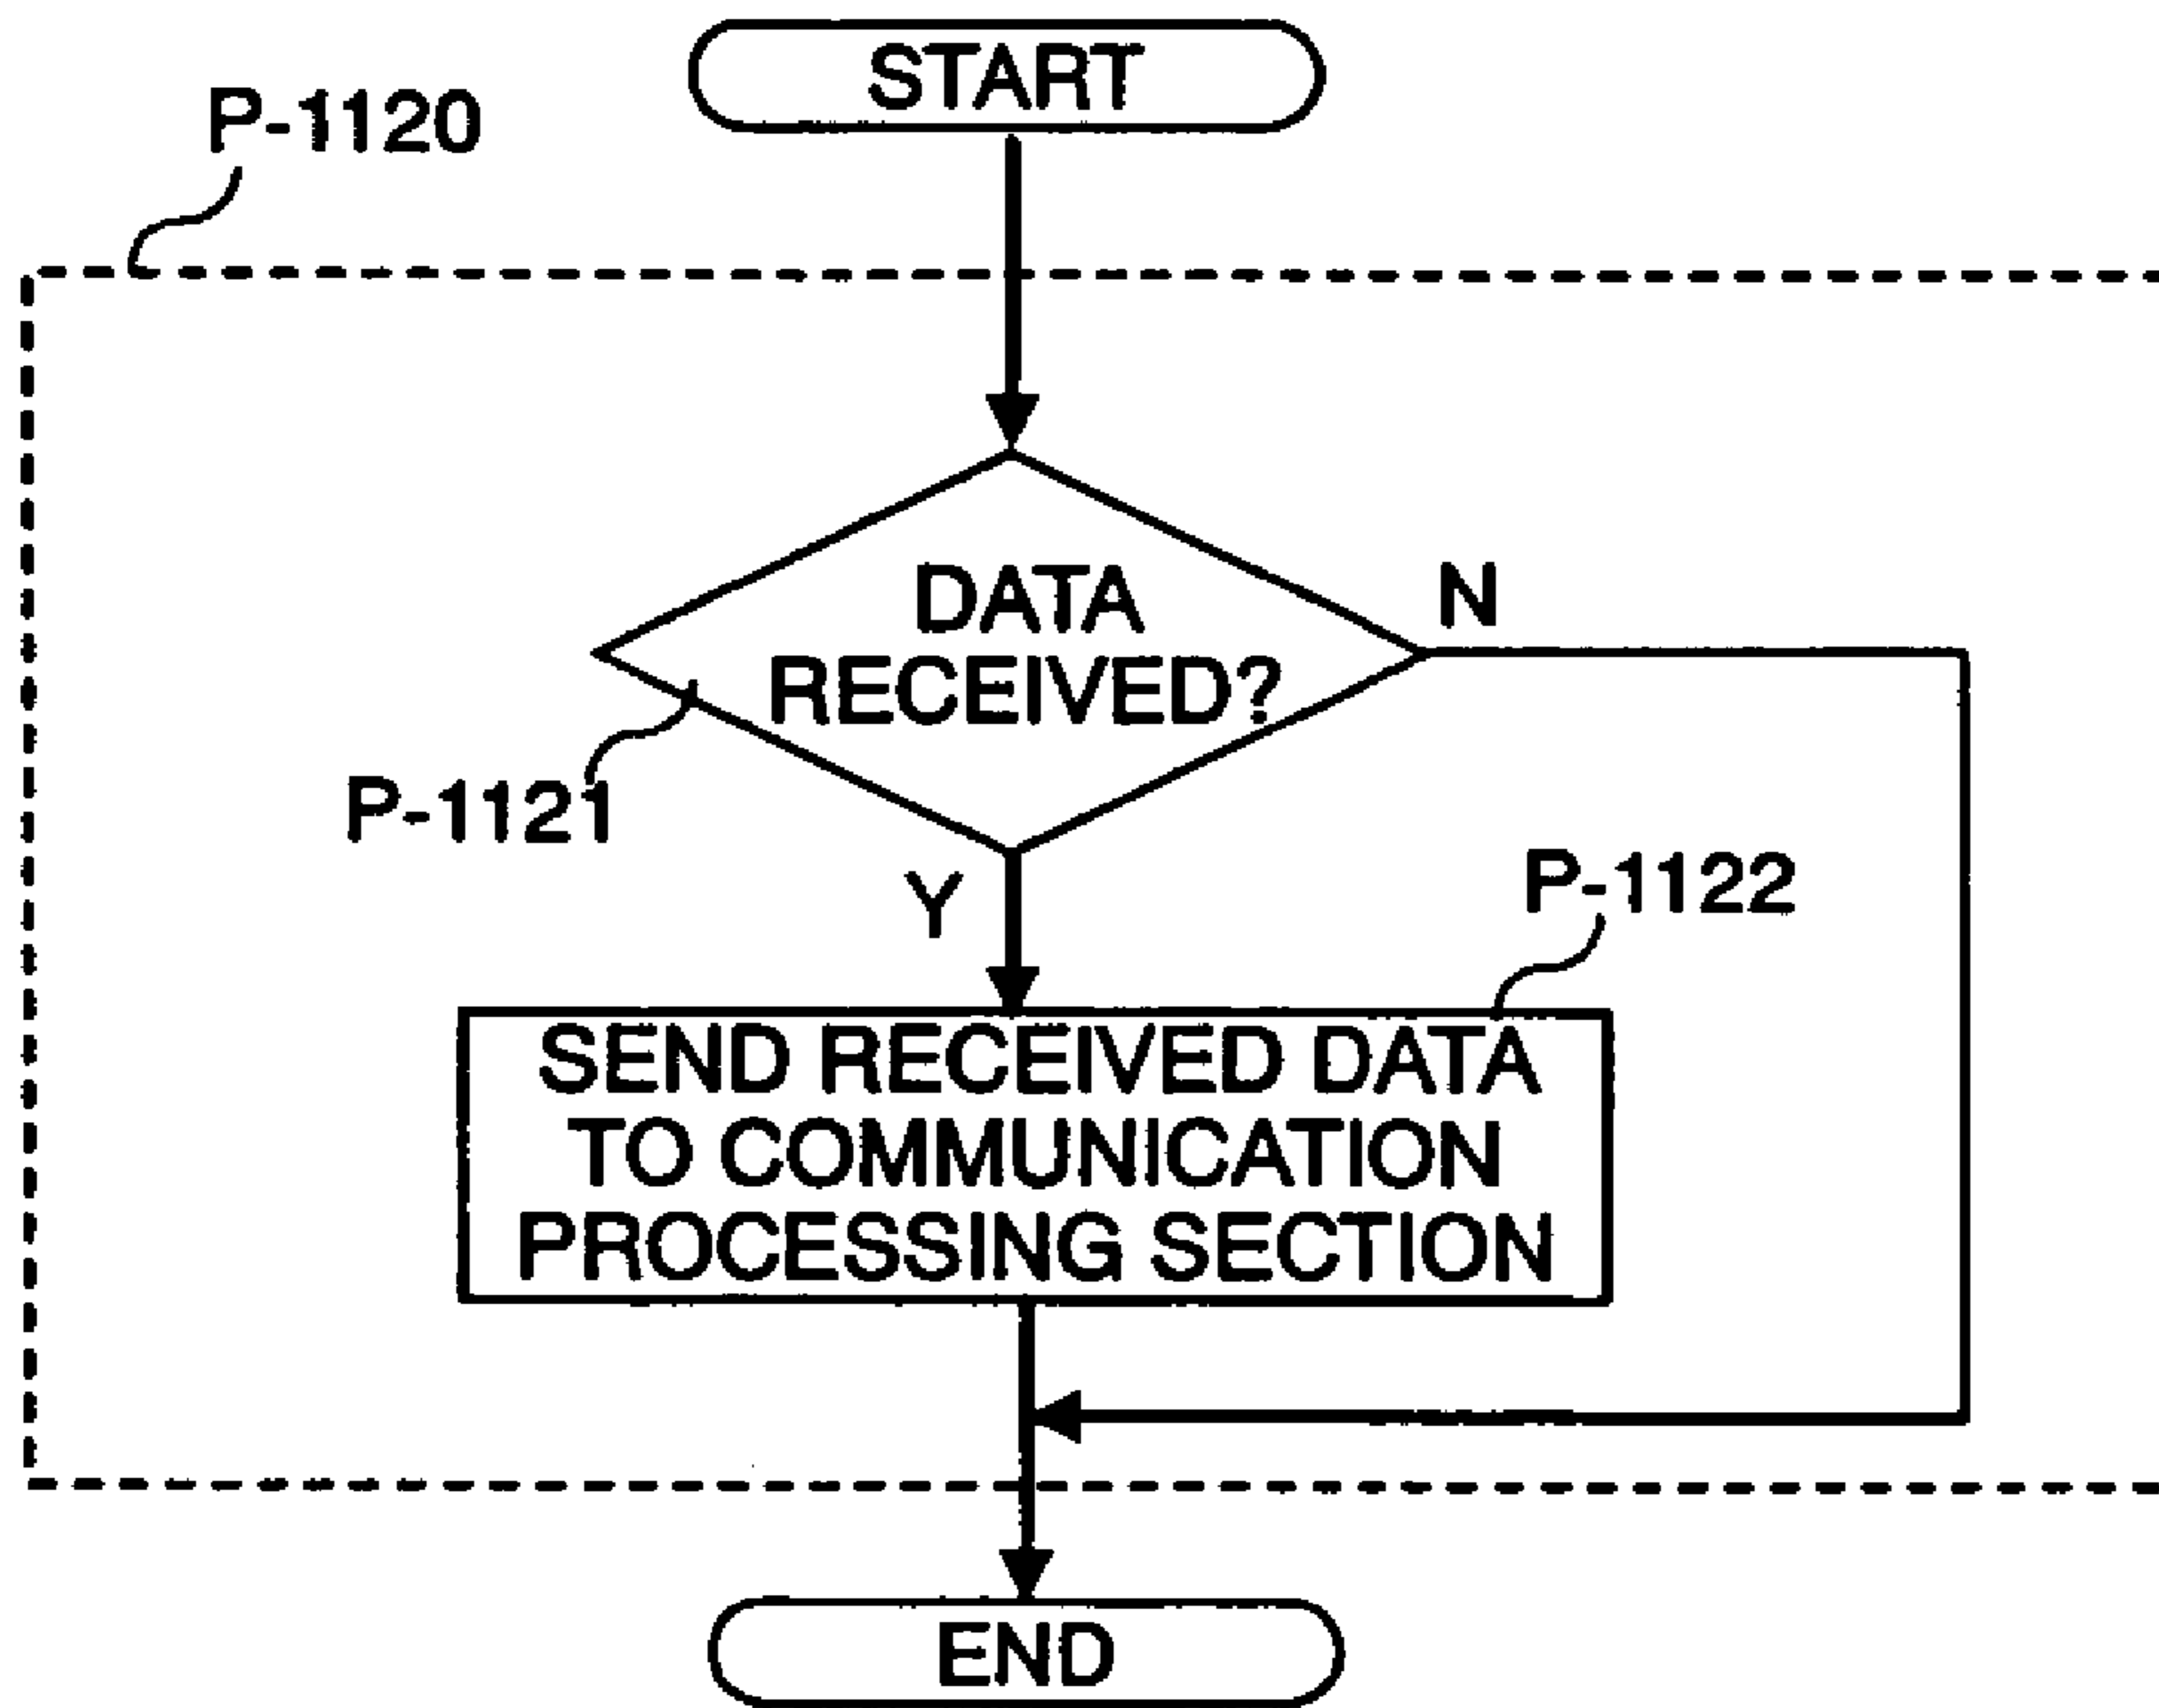 START
P-1120
DATA
RECEIVED?
N
P-1121
Y
P-1122
SEND RECEIVED DATA
TO COMMUNICATION
PROCESSING SECTION
END